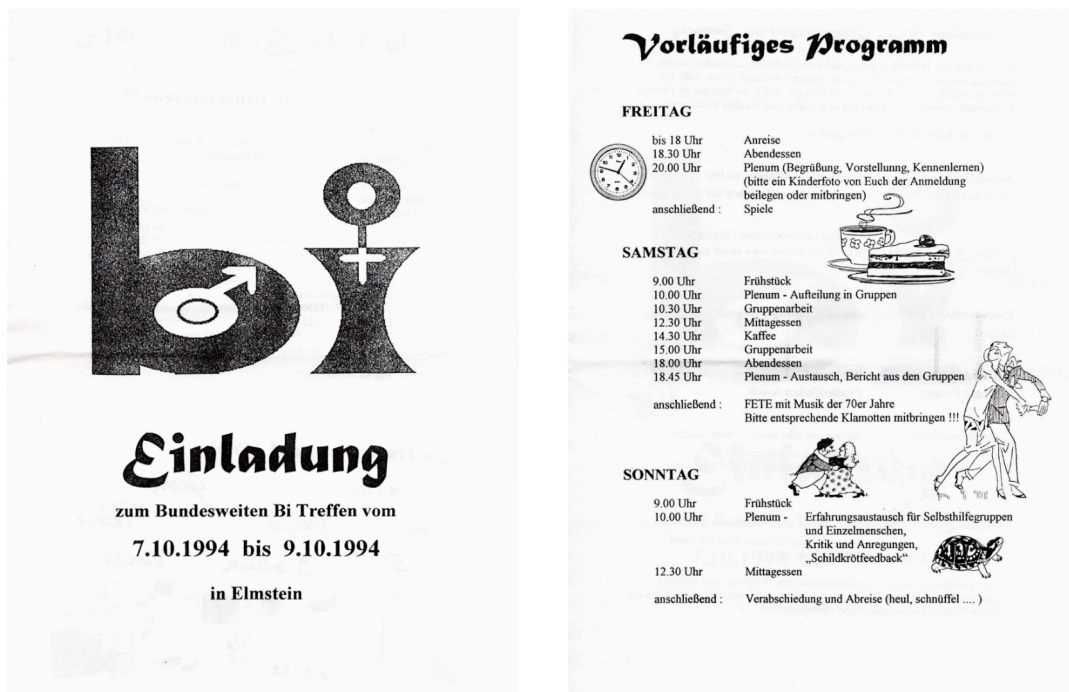 bi
Einladung
zum Bundesweiten Bi Treffen vom
7.10.1994 bis 9.10.1994
in Elmstein
Vorläufiges Programm
FREITAG
bis 18 Uhr Anreise
18.30 Uhr Abendessen
20.00 Uhr Plenum (Begrüßung, Vorstellunng, Kennenlernen)
(bitte ein Kinderfoto von Euch der Anmeldung
beilegen oder mitbringen)
anschließend : Spiele
SAMSTAG
9.00 Uhr Frühstück
10.00 Uhr Plenum - Aufteilung in Gruppen
10.30 Uhr Gruppenarbeit
12.30 Uhr Mittagessen
14.30 Uhr Kaffee
15.00 Uhr Gruppenarbeit
18.00 Uhr Abendessen
18.45 Uhr Plenum - Austausch, Bericht aus den Gruppen
anschließend : FETE mit Musik der 70er Jahre
Bitte entsprechende Klamotten mitbringen !!!
SONNTAG
9.00 Uhr Frühstück
10.00 Uhr Plenum - Erfahrungsaustausch für Selbsthilfegruppen
und Einzelmenschen,
Kritik und Anregungen,
„Schildkrötfeedback“
12.30 Uhr Mittagessen
anschließend : Verabschiedung und Abreise (heul, schnüffel .... )